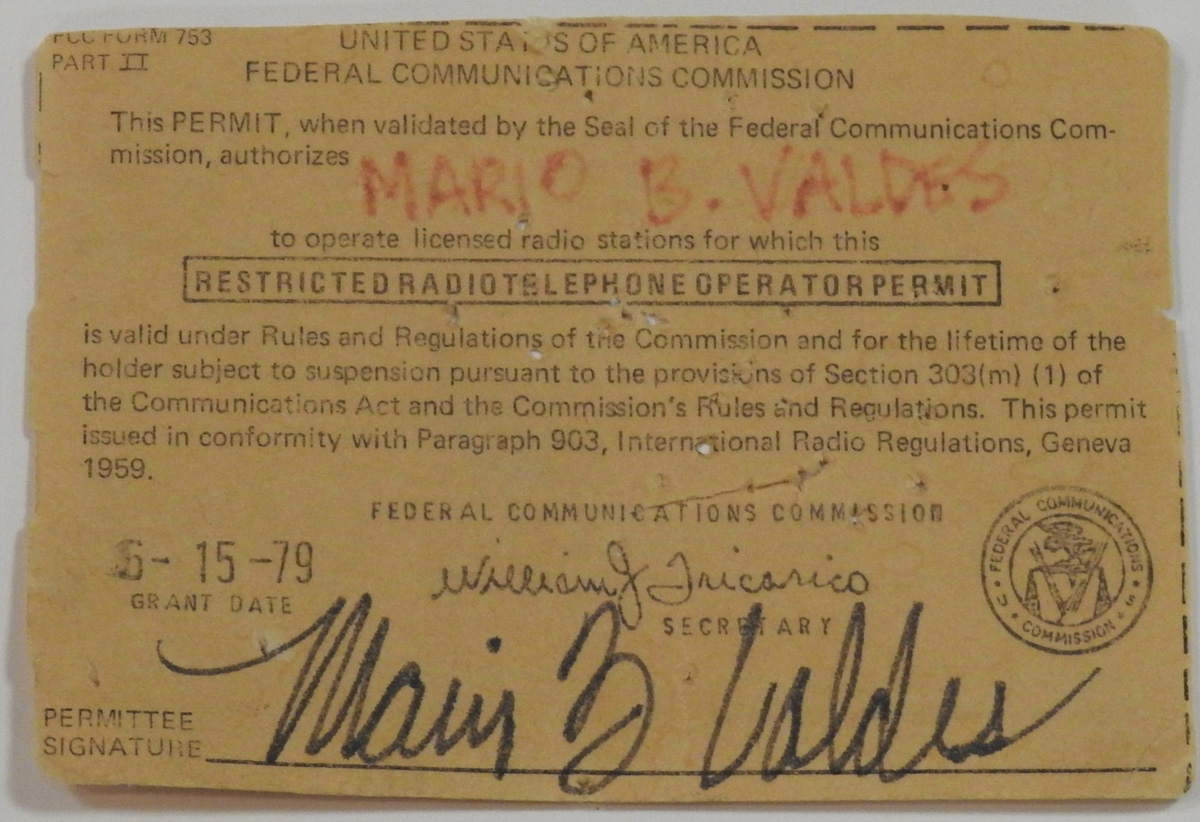 FCC FORM 753
PART II
UNITED STATES OF AMERICA
FEDERAL COMMUNICATIONS COMMISSION
This PERMIT, when validated by the Seal of the Federal Communications Com-
mission, authorizes MARIO B. VALDES
to operate licensed radio stations for which this
RESTRICTED RADIOTELEPHONE OPERATOR PERMIT
is valid under Rules and Regulations of the Commission and for the lifetime of the
holder subject to suspension pursuant to the provisions of Section 303(m) (1) of
the Communications Act and the Commission's Rules and Regulations. This permit
issued in conformity with Paragraph 903, International Radio Regulations, Geneva
1959.
FEDERAL COMMUNICATIONS COMMISSION
6-15-79
GRANT DATE
William J Tricarico
SECRETARY
FEDERAL COMMUNICATIONS COMMISSION U S
PERMITTEE
SIGNATURE Mario B Valdes